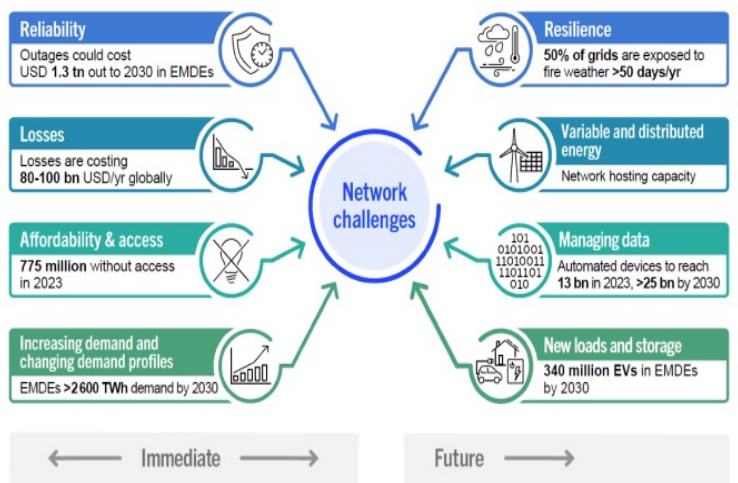 Reliability
Outages could cost
USD 1.3 tn out to 2030 in EMDEs
Losses
Losses are costing
80-100 bn USD/yr globally
Affordability & access
775 million without access
in 2023
Increasing demand and
changing demand profiles
EMDEs >2600 TWh demand by 2030
Network
challenges
Resilience
50% of grids are exposed to
fire weather >50 days/yr
Variable and distributed
energy
Network hosting capacity
101
0101001
11010011
1101101
010
Managing data
Automated devices to reach
13 bn in 2023, >25 bn by 2030
New loads and storage
340 million EVs in EMDEs
by 2030
Immediate
Future